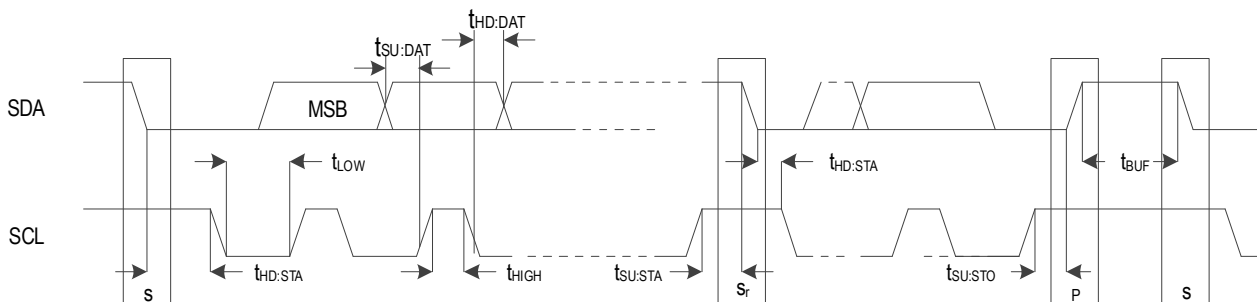 tHD:DAT
tSU:DAT
SDA
MSB
tLOW
tHD:STA
tBUF
SCL
tHD:STA
tHIGH
tSU:STA
tSU:STO
S
Sr
P
S